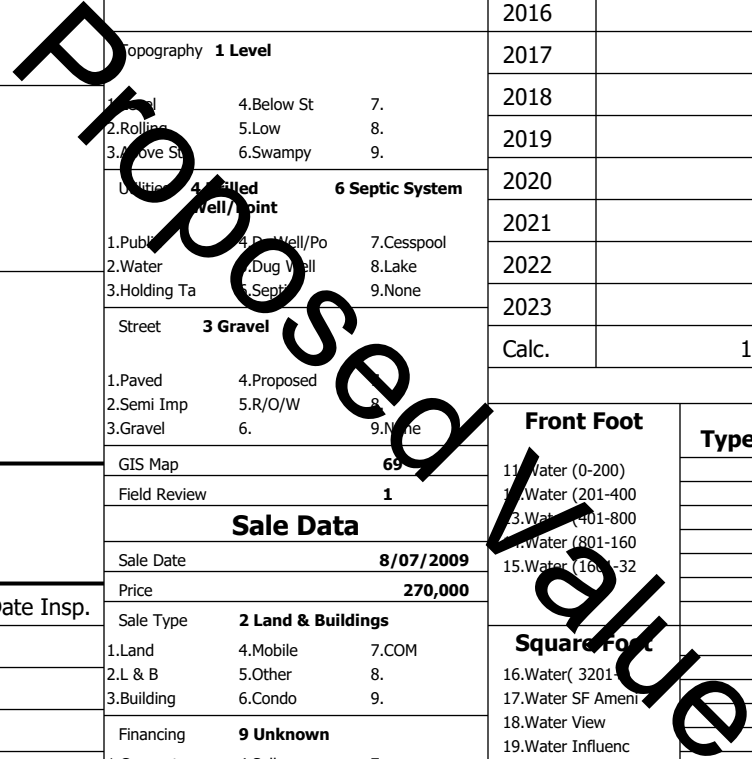 Topography 1 Level
1.Level 4.Below St 7.
2.Rolling 5.Low 8.
3.Above St 6.Swampy 9.
Utilities 4 Drilled Well/Point 6 Septic System
1.Public 4.Dr Well/Po 7.Cesspool
2.Water 5.Dug Well 8.Lake
3.Holding Ta 6.Septic 9.None
Street 3 Gravel
1.Paved 4.Proposed
2.Semi Imp 5.R/O/W 8.
3.Gravel 6. 9.None
GIS Map 69
Field Review 1
Sale Data
Sale Date 8/07/2009
Price 270,000
Sale Type 2 Land & Buildings
1.Land 4.Mobile 7.COM
2.L & B 5.Other 8.
3.Building 6.Condo 9.
Financing 9 Unknown
Date Insp.
2016
2017
2018
2019
2020
2021
2022
2023
Calc. 1
Front Foot
Type
11.Water (0-200)
12.Water (201-400
13.Water (401-800
14.Water (801-160
15.Water (1601-32
Square Foot
16.Water( 3201-
17.Water SF Ameni
18.Water View
19.Water Influenc
Proposed Value